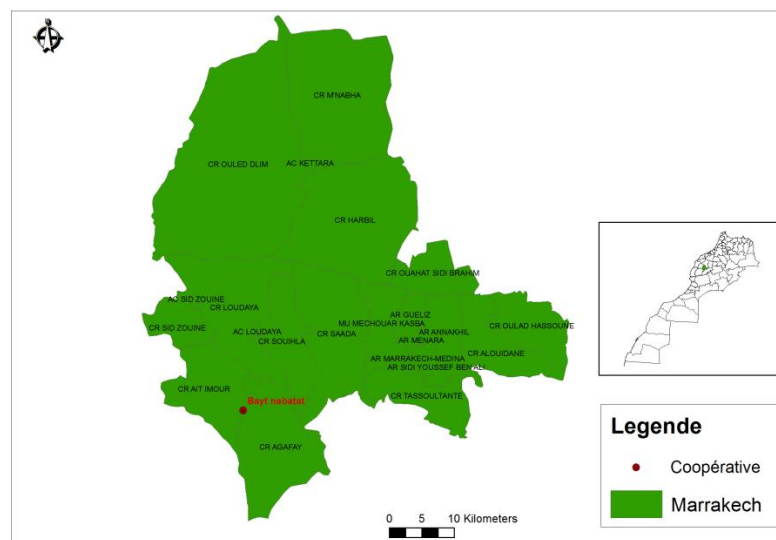 CR M'NABHA
CR OULED DLIM
AC KETTARA
CR HARBIL
CR OUAHAT SIDI BRAHIM
AC SID ZOUINE
CR LOUDAYA
AR GUELIZ
MU MECHOUAR KASBA
CR SID ZOUINE
AC LOUDAYA
CR SAADA
AR ANNAKHIL
CR OULAD HASSOUNE
CR SOUIHLA
AR MENARA
AR MARRAKECH-MEDINA
CR ALOUIDANE
AR SIDI YOUSSEF BEN ALI
CR AIT IMOUR
CR TASSOULTANTE
Bayt nabatat
CR AGAFAY
0 5 10 Kilometers
Legende
Coopérative
Marrakech